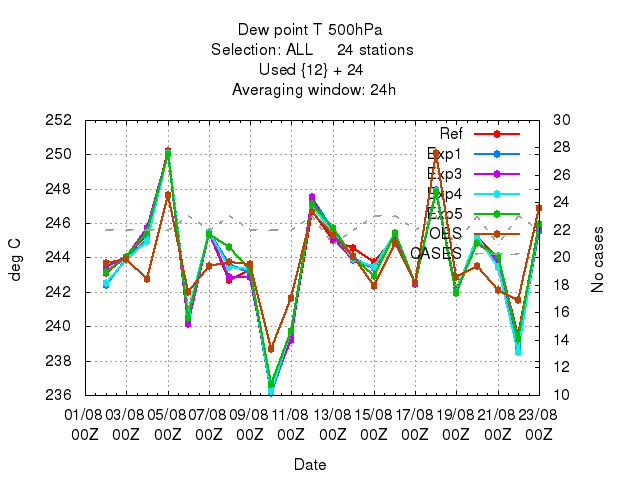 Dew point T 500hPa
Selection: ALL 24 stations
Used {12} + 24
Averaging window: 24h
252
250
248
246
244
242
240
238
236
deg C
30
28
26
24
22
20
18
16
14
12
10
No cases
Ref
Exp1
Exp3
Exp4
Exp5
OBS
CASES
01/08 03/08 05/08 07/08 09/08 11/08 13/08 15/08 17/08 19/08 21/08 23/08
00Z 00Z 00Z 00Z 00Z 00Z 00Z 00Z 00Z 00Z 00Z 00Z
Date